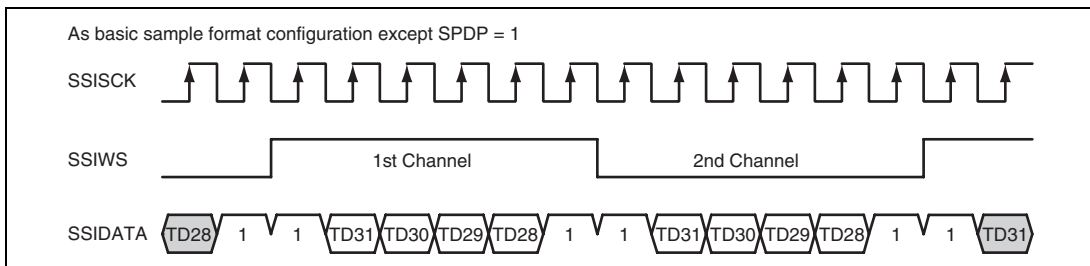 As basic sample format configuration except SPDP = 1
SSISCK
SSIWS 1st Channel 2nd Channel
SSIDATA TD28 1 1 TD31 TD30 TD29 TD28 1 1 TD31 TD30 TD29 TD28 1 1 TD31